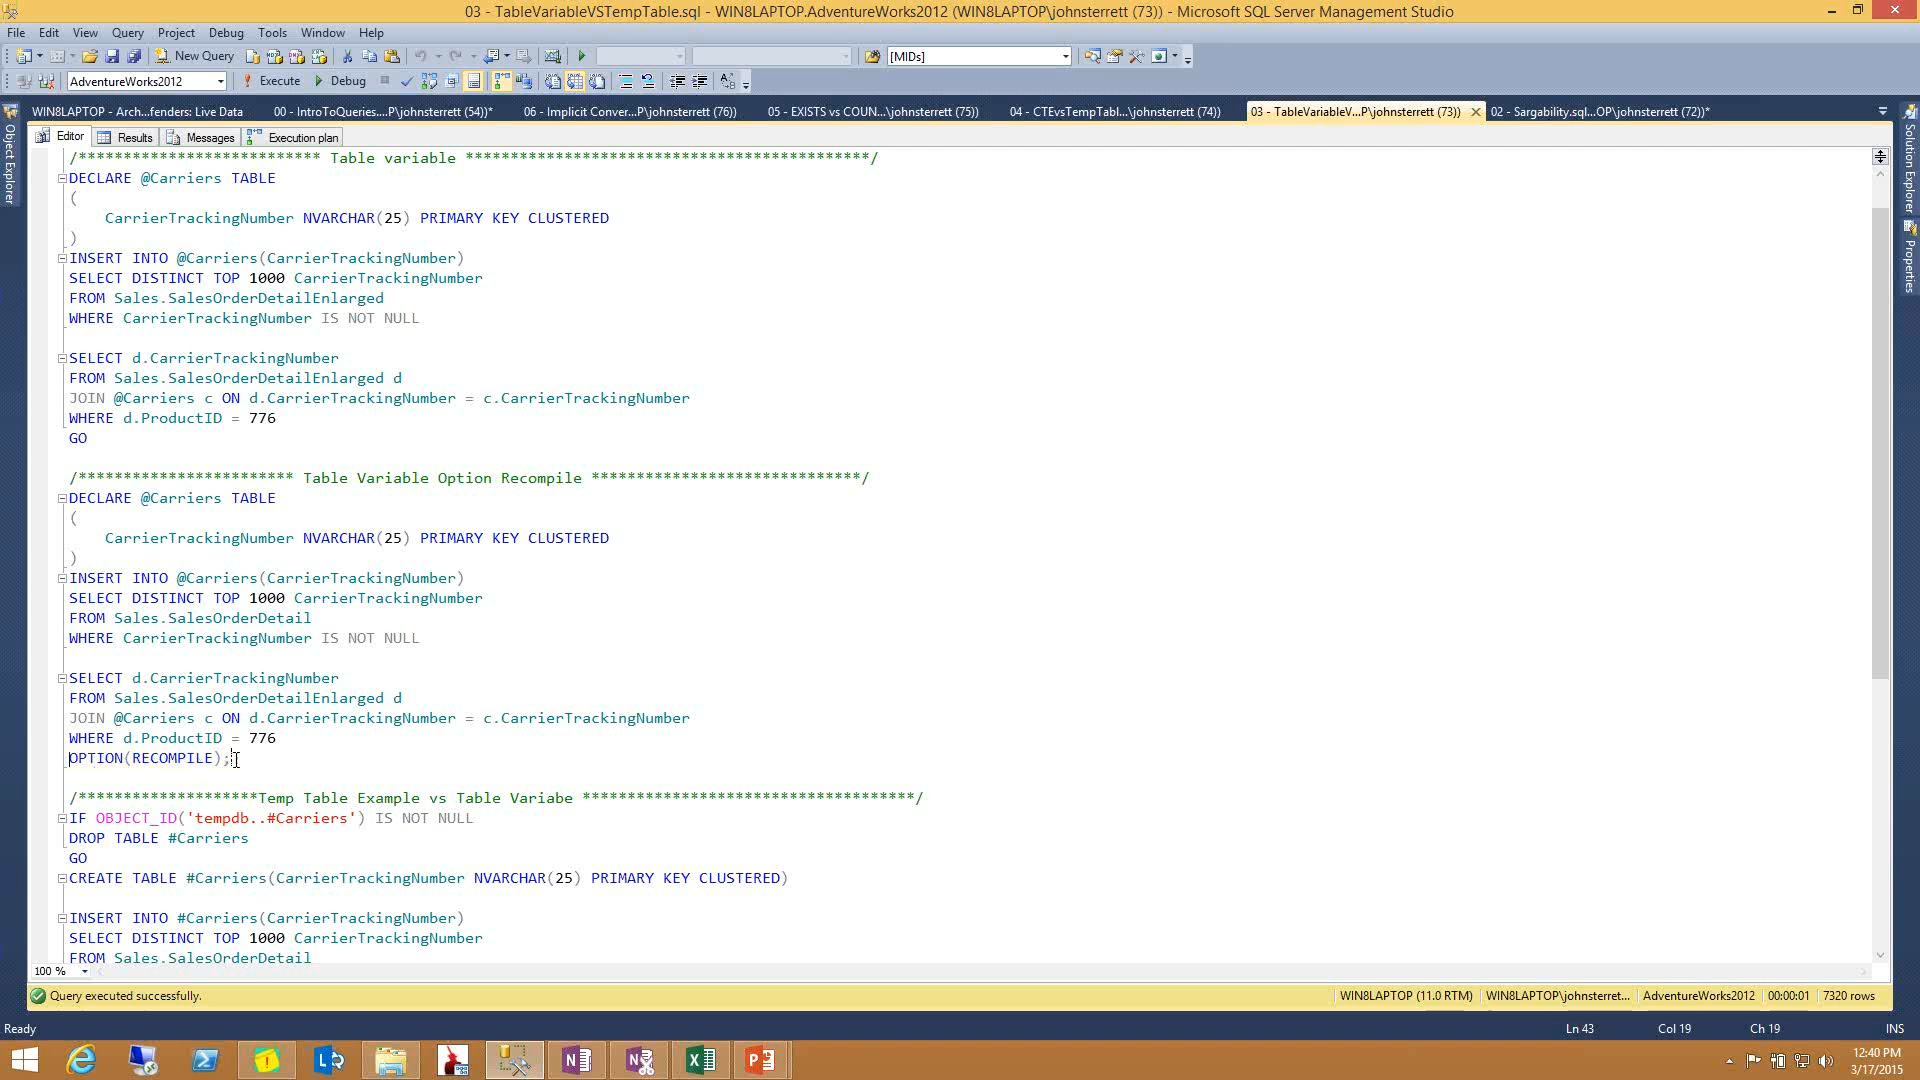 03 - TableVariableVSTempTable.sql - WIN8LAPTOP.AdventureWorks2012 (WIN8LAPTOP\johnsterrett (73)) - Microsoft SQL Server Management Studio
File Edit View Query Project Debug Tools Window Help
New Query [MIDs]
AdventureWorks2012 Execute Debug
WIN8LAPTOP - Arch...fenders: Live Data 00 - IntroToQueries....P\johnsterrett (54))* 06 - Implicit Conver...P\johnsterrett (76)) 05 - EXISTS vs COUN...\johnsterrett (75)) 04 - CTEvsTempTabl...\johnsterrett (74)) 03 - TableVariableV...P\johnsterrett (73)) 02 - Sargability.sql...OP\johnsterrett (72))*
Object Explorer
Solution Explorer
Properties
Editor Results Messages Execution plan
/*************************** Table variable *********************************************/
DECLARE @Carriers TABLE
(
CarrierTrackingNumber NVARCHAR(25) PRIMARY KEY CLUSTERED
)
INSERT INTO @Carriers(CarrierTrackingNumber)
SELECT DISTINCT TOP 1000 CarrierTrackingNumber
FROM Sales.SalesOrderDetailEnlarged
WHERE CarrierTrackingNumber IS NOT NULL
SELECT d.CarrierTrackingNumber
FROM Sales.SalesOrderDetailEnlarged d
JOIN @Carriers c ON d.CarrierTrackingNumber = c.CarrierTrackingNumber
WHERE d.ProductID = 776
GO
/************************ Table Variable Option Recompile ******************************/
DECLARE @Carriers TABLE
(
CarrierTrackingNumber NVARCHAR(25) PRIMARY KEY CLUSTERED
)
INSERT INTO @Carriers(CarrierTrackingNumber)
SELECT DISTINCT TOP 1000 CarrierTrackingNumber
FROM Sales.SalesOrderDetail
WHERE CarrierTrackingNumber IS NOT NULL
SELECT d.CarrierTrackingNumber
FROM Sales.SalesOrderDetailEnlarged d
JOIN @Carriers c ON d.CarrierTrackingNumber = c.CarrierTrackingNumber
WHERE d.ProductID = 776
OPTION(RECOMPILE);
/********************Temp Table Example vs Table Variabe *************************************/
IF OBJECT_ID('tempdb..#Carriers') IS NOT NULL
DROP TABLE #Carriers
GO
CREATE TABLE #Carriers(CarrierTrackingNumber NVARCHAR(25) PRIMARY KEY CLUSTERED)
INSERT INTO #Carriers(CarrierTrackingNumber)
SELECT DISTINCT TOP 1000 CarrierTrackingNumber
FROM Sales.SalesOrderDetail
100 %
Query executed successfully. WIN8LAPTOP (11.0 RTM) WIN8LAPTOP\johnsterret... AdventureWorks2012 00:00:01 7320 rows
Ready Ln 43 Col 19 Ch 19 INS
12:40 PM
3/17/2015